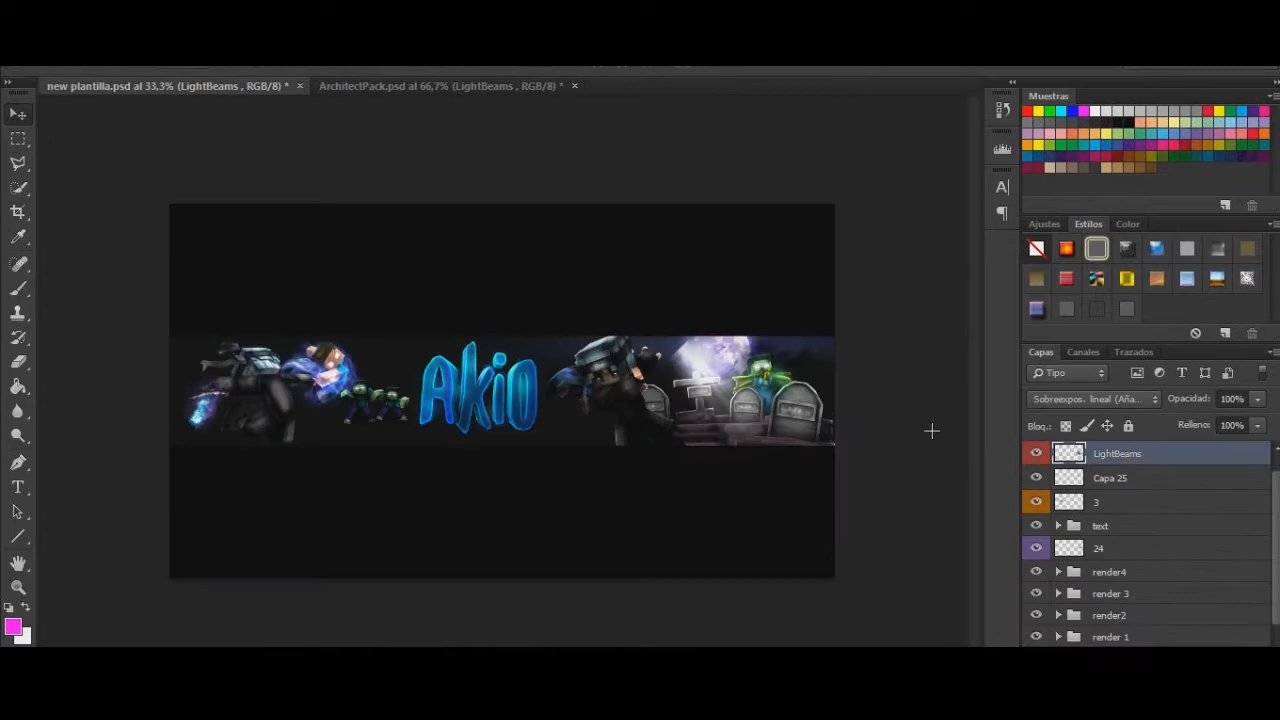 new plantilla.psd al 33,3% (LightBeams , RGB/8) * ×
ArchitectPack.psd al 66,7% (LightBeams , RGB/8) * ×
Muestras
Ajustes Estilos Color
Akio
Capas Canales Trazados
Tipo
Sobreexpos. lineal (Aña... Opacidad: 100%
Bloq.: Relleno: 100%
LightBeams
Capa 25
3
text
24
render4
render 3
render2
render 1